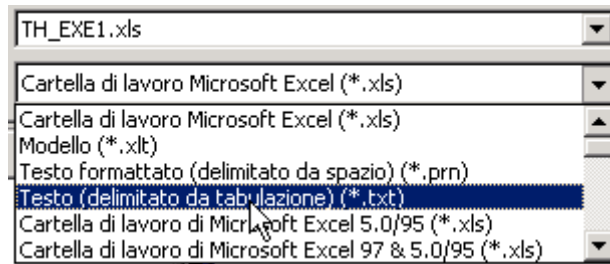 TH_EXE1.xls
Cartella di lavoro Microsoft Excel (*.xls)
Cartella di lavoro Microsoft Excel (*.xls)
Modello (*.xlt)
Testo formattato (delimitato da spazio) (*.prn)
Testo (delimitato da tabulazione) (*.txt)
Cartella di lavoro di Microsoft Excel 5.0/95 (*.xls)
Cartella di lavoro di Microsoft Excel 97 & 5.0/95 (*.xls)